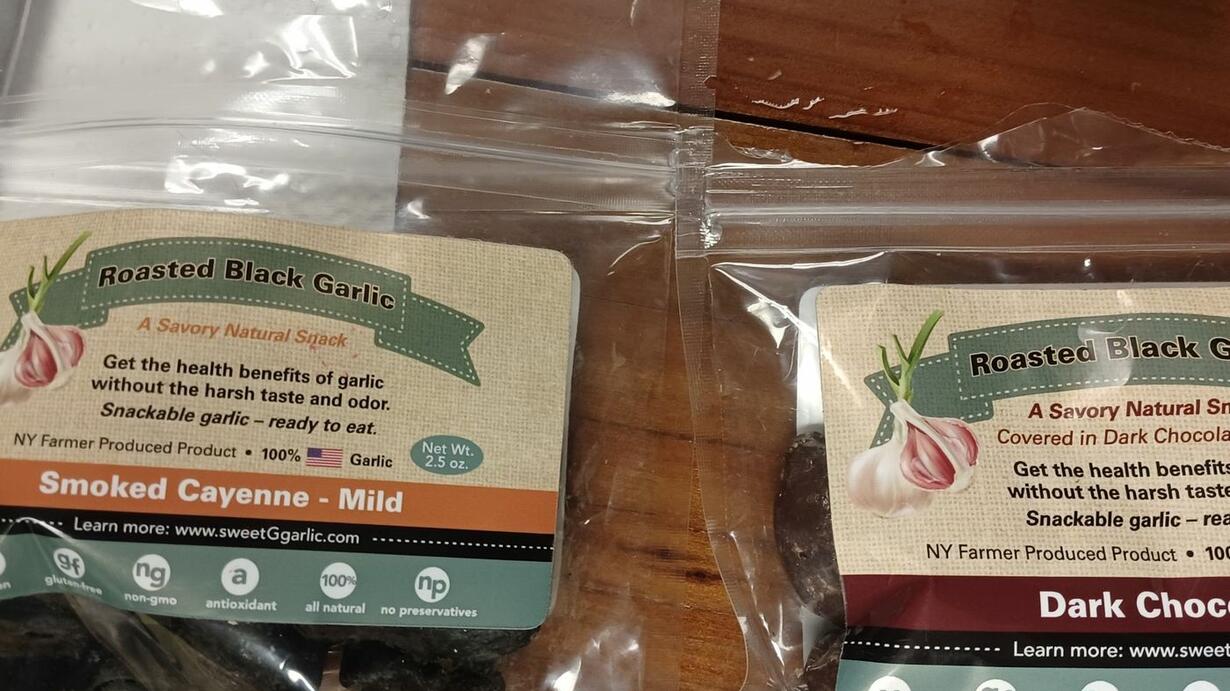 Roasted Black Garlic
A Savory Natural Snack
Get the health benefits of garlic
without the harsh taste and odor.
Snackable garlic – ready to eat.
NY Farmer Produced Product • 100% Garlic
Net Wt.
2.5 oz.
Smoked Cayenne - Mild
Learn more: www.sweetGgarlic.com
gf
gluten-free
ng
non-gmo
a
antioxidant
100%
all natural
np
no preservatives
Roasted Black G
A Savory Natural Sn
Covered in Dark Chocola
Get the health benefits
without the harsh taste
Snackable garlic – rea
NY Farmer Produced Product • 100
Dark Choc
Learn more: www.sweet